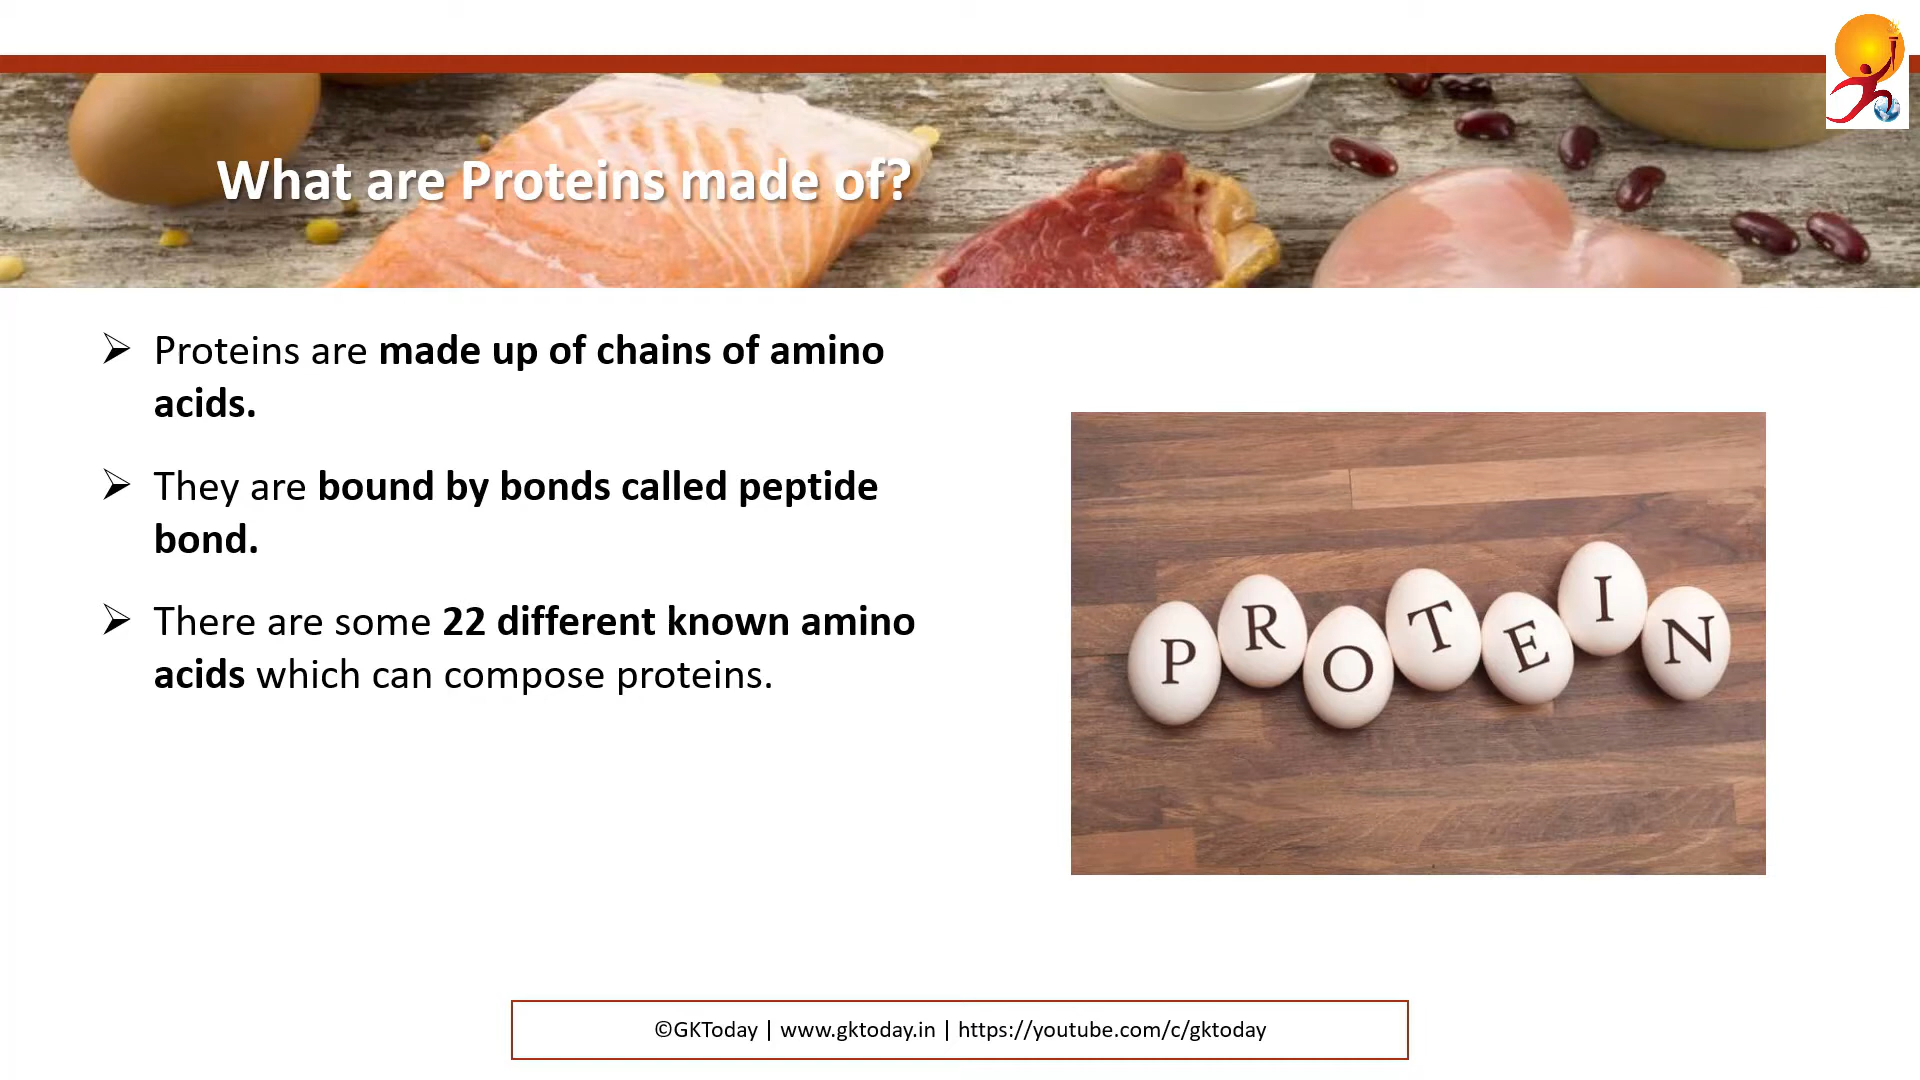 What are Proteins made of?
Proteins are made up of chains of amino
acids.
They are bound by bonds called peptide
bond.
There are some 22 different known amino
acids which can compose proteins.
PROTEIN
©GKToday | www.gktoday.in | https://youtube.com/c/gktoday